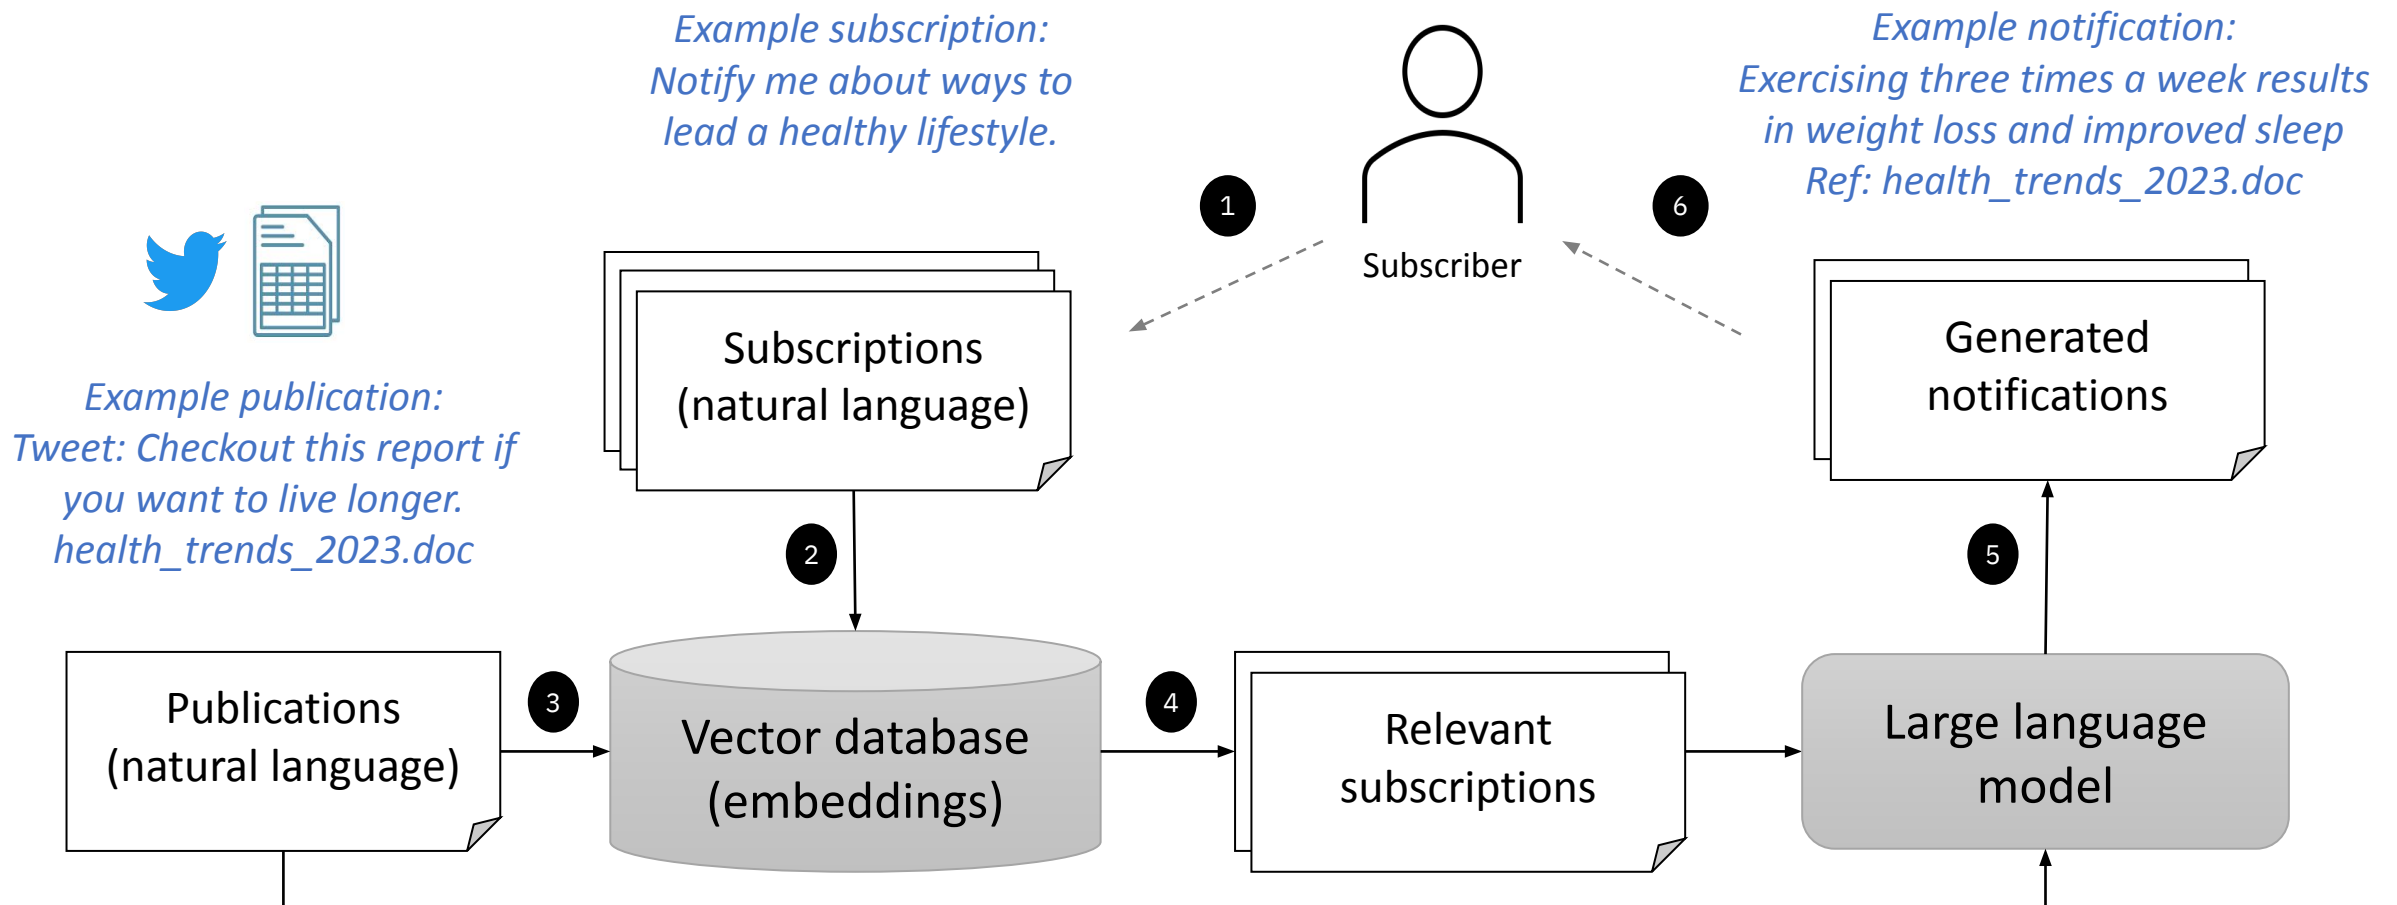 Example subscription:
Notify me about ways to
lead a healthy lifestyle.
Example notification:
Exercising three times a week results
in weight loss and improved sleep
Ref: health_trends_2023.doc
1
6
Subscriber
Example publication:
Tweet: Checkout this report if
you want to live longer.
health_trends_2023.doc
Subscriptions
(natural language)
Generated
notifications
2
5
Publications
(natural language)
3
Vector database
(embeddings)
4
Relevant
subscriptions
Large language
model